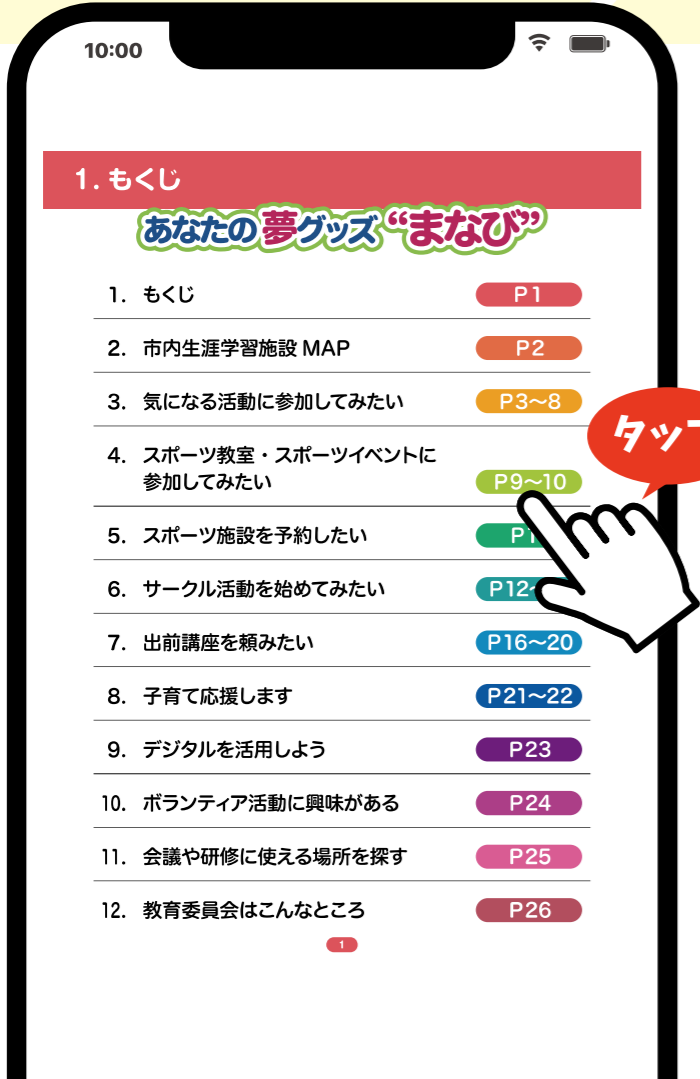 10:00
1. もくじ
あなたの夢グッズ“まなび”
1. もくじ P1
2. 市内生涯学習施設 MAP P2
3. 気になる活動に参加してみたい P3〜8
4. スポーツ教室・スポーツイベントに
参加してみたい P9〜10
タップ
5. スポーツ施設を予約したい
6. サークル活動を始めてみたい
7. 出前講座を頼みたい P16〜20
8. 子育て応援します P21〜22
9. デジタルを活用しよう P23
10. ボランティア活動に興味がある P24
11. 会議や研修に使える場所を探す P25
12. 教育委員会はこんなところ P26
1